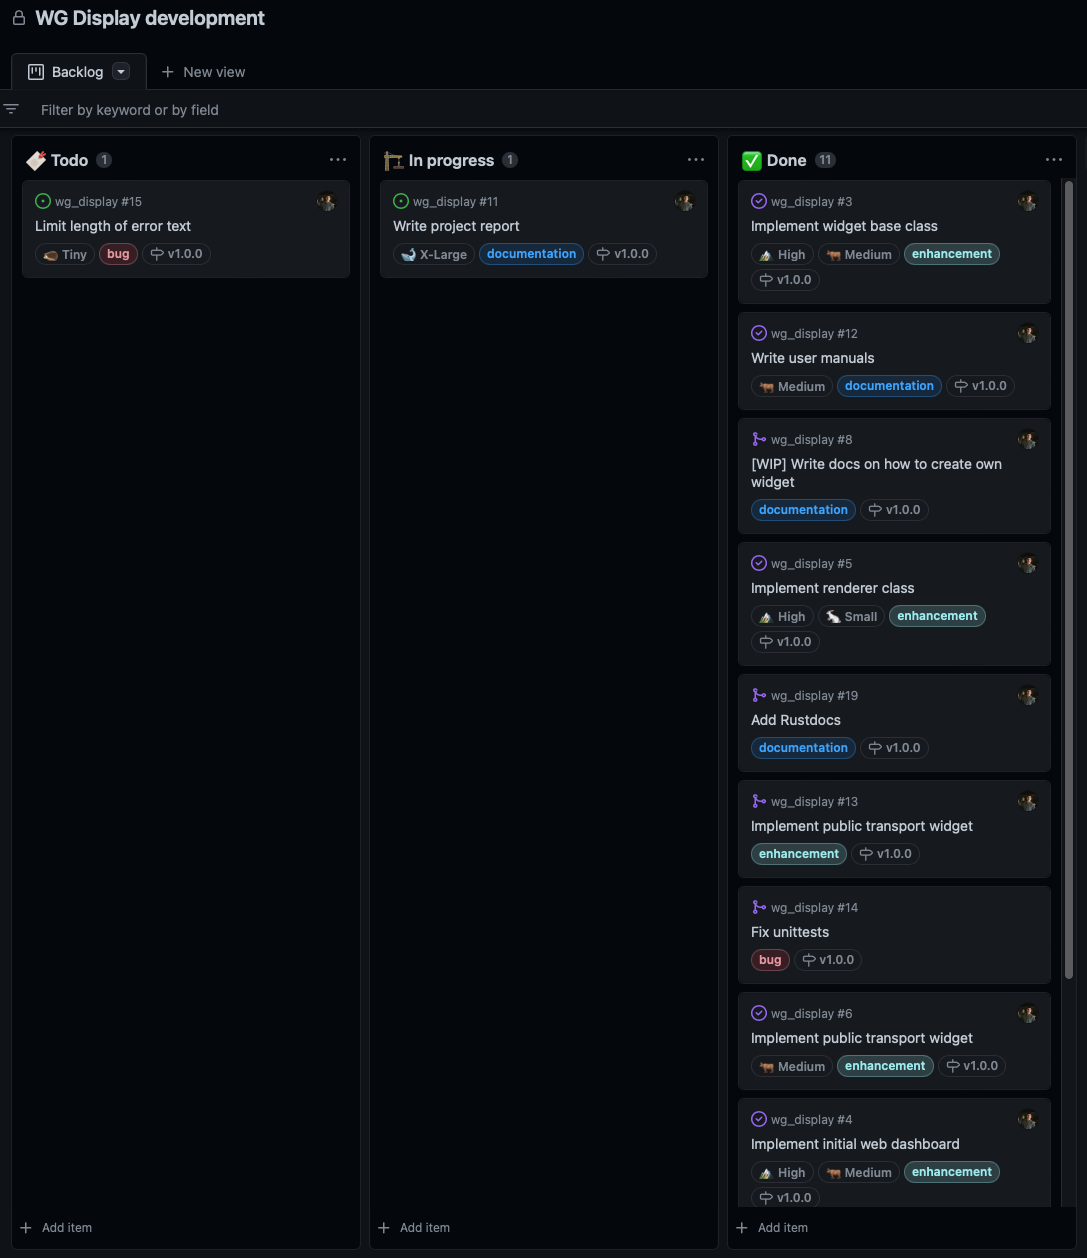 WG Display development
Backlog
New view
Filter by keyword or by field
Todo 1
wg_display #15
Limit length of error text
Tiny bug v1.0.0
Add item
In progress 1
wg_display #11
Write project report
X-Large documentation v1.0.0
Add item
Done 11
wg_display #3
Implement widget base class
High Medium enhancement
v1.0.0
wg_display #12
Write user manuals
Medium documentation v1.0.0
wg_display #8
[WIP] Write docs on how to create own
widget
documentation v1.0.0
wg_display #5
Implement renderer class
High Small enhancement
v1.0.0
wg_display #19
Add Rustdocs
documentation v1.0.0
wg_display #13
Implement public transport widget
enhancement v1.0.0
wg_display #14
Fix unittests
bug v1.0.0
wg_display #6
Implement public transport widget
Medium enhancement v1.0.0
wg_display #4
Implement initial web dashboard
High Medium enhancement
v1.0.0
Add item